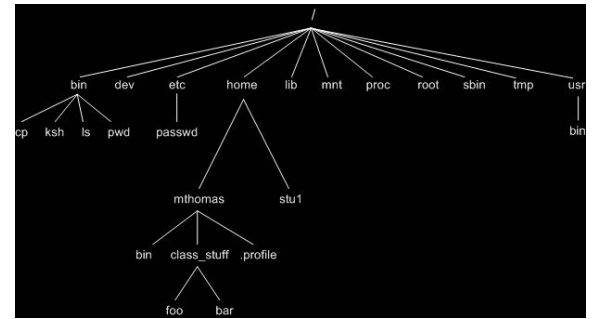 /
bin dev etc home lib mnt proc root sbin tmp usr
cp ksh ls pwd passwd bin
mthomas stu1
bin class_stuff .profile
foo bar